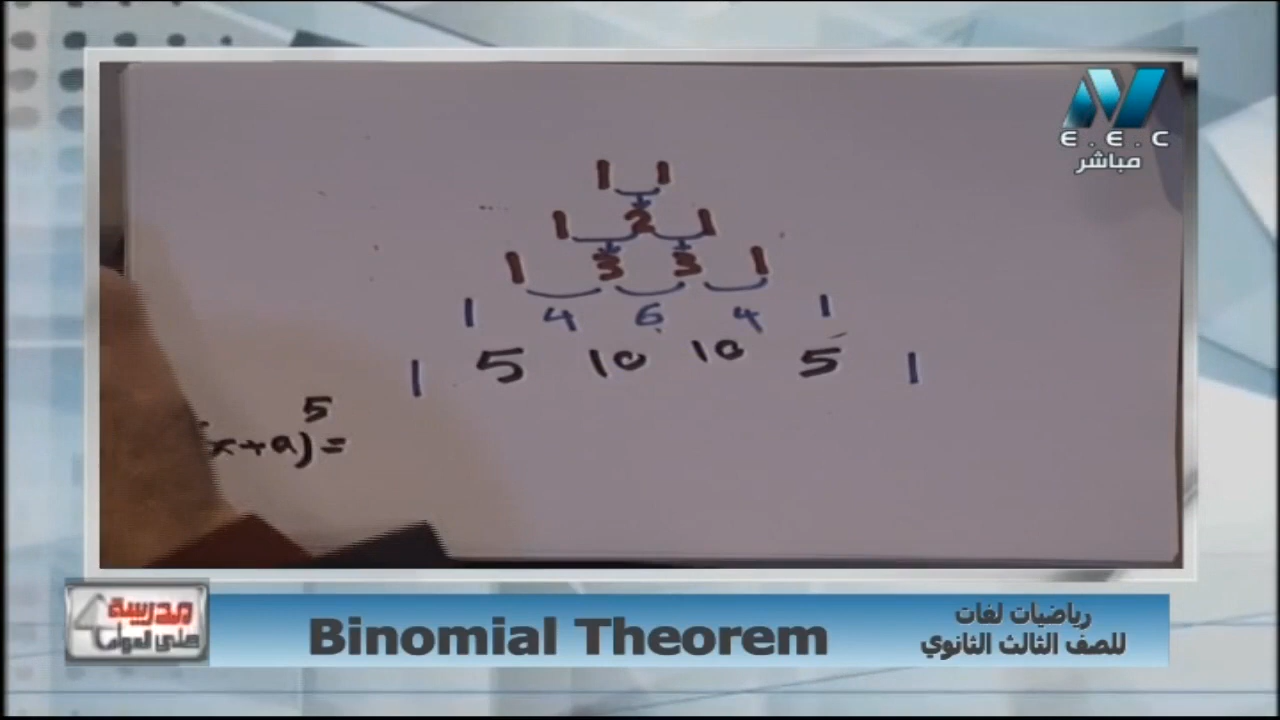 E . E . C
مباشر
1 1
1 2 1
1 3 3 1
1 4 6 4 1
1 5 10 10 5 1
(x+a)⁵=
مدرسة
على الهواء
Binomial Theorem
رياضيات لغات
للصف الثالث الثانوي